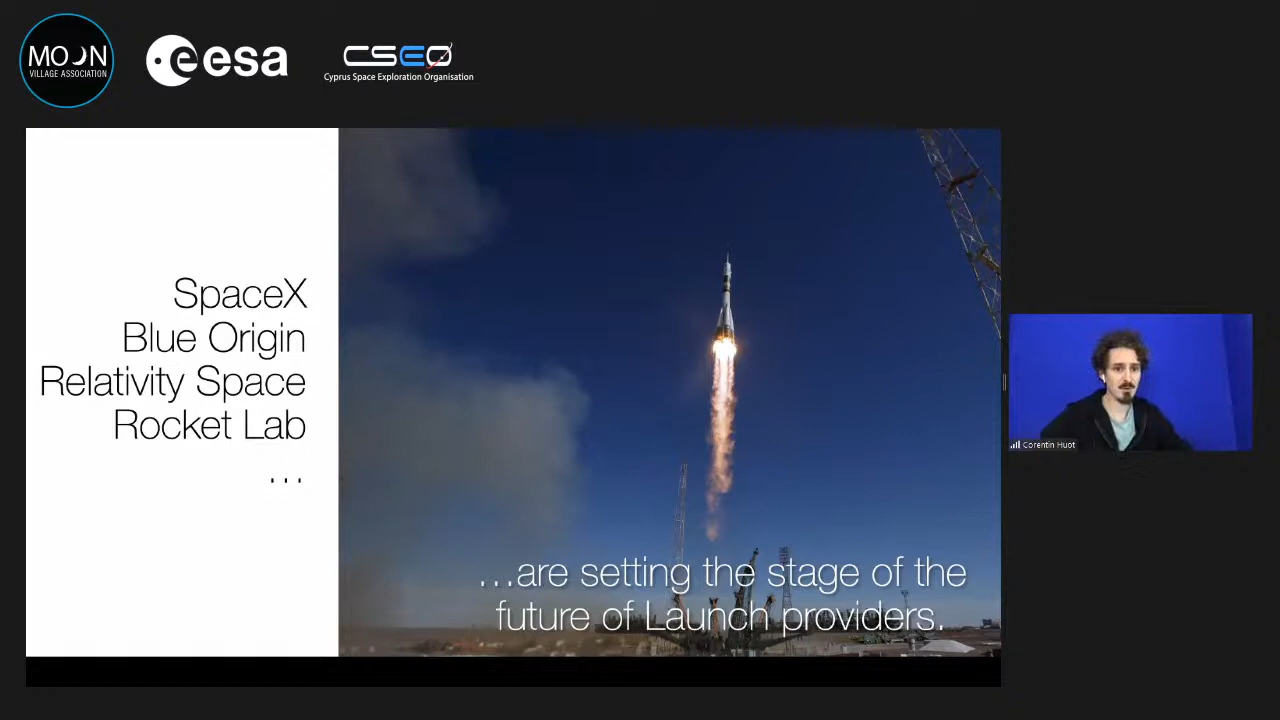 MOON
VILLAGE ASSOCIATION
esa
CSEO
Cyprus Space Exploration Organisation
SpaceX
Blue Origin
Relativity Space
Rocket Lab
...
...are setting the stage of the
future of Launch providers.
Corentin Huot